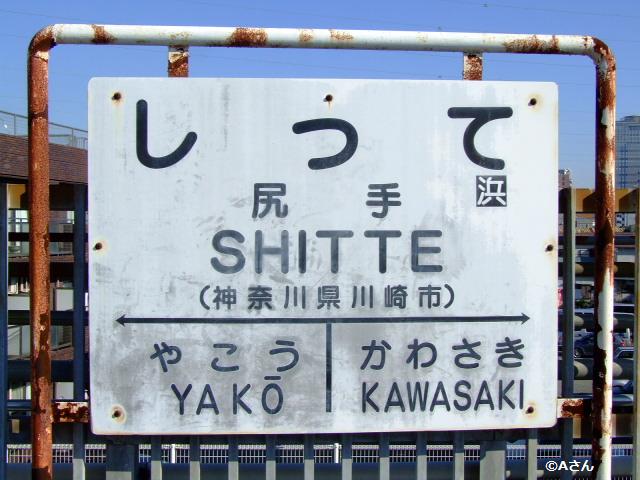 しって
浜
尻手
SHITTE
(神奈川県川崎市)
やこう かわさき
YAKŌ KAWASAKI
©Aさん